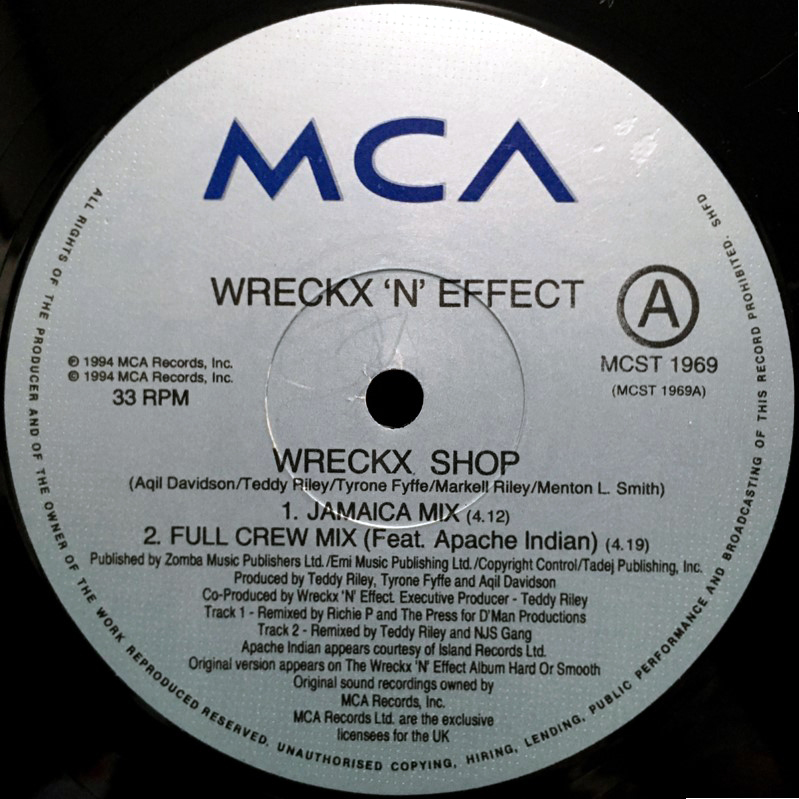 MCA
WRECKX 'N' EFFECT
A
℗ 1994 MCA Records, Inc.
© 1994 MCA Records, Inc.
33 RPM
MCST 1969
(MCST 1969A)
WRECKX SHOP
(Aqil Davidson/Teddy Riley/Tyrone Fyffe/Markell Riley/Menton L. Smith)
1. JAMAICA MIX (4.12)
2. FULL CREW MIX (Feat. Apache Indian) (4.19)
Published by Zomba Music Publishers Ltd./Emi Music Publishing Ltd./Copyright Control/Tadej Publishing, Inc.
Produced by Teddy Riley, Tyrone Fyffe and Aqil Davidson
Co-Produced by Wreckx 'N' Effect. Executive Producer - Teddy Riley
Track 1 - Remixed by Richie P and The Press for D'Man Productions
Track 2 - Remixed by Teddy Riley and NJS Gang
Apache Indian appears courtesy of Island Records Ltd.
Original version appears on The Wreckx 'N' Effect Album Hard Or Smooth
Original sound recordings owned by
MCA Records, Inc.
MCA Records Ltd. are the exclusive
licensees for the UK
ALL RIGHTS OF THE PRODUCER AND OF THE OWNER OF THE WORK REPRODUCED RESERVED. UNAUTHORISED COPYING, HIRING, LENDING, PUBLIC PERFORMANCE AND BROADCASTING OF THIS RECORD PROHIBITED. SHFD